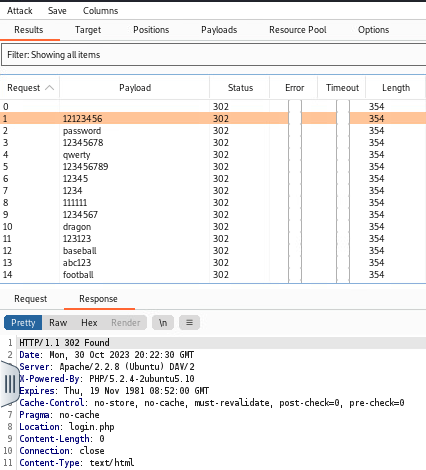 Attack Save Columns
Results Target Positions Payloads Resource Pool Options
Filter: Showing all items
Request Payload Status Error Timeout Length
0 302 354
1 12123456 302 354
2 password 302 354
3 12345678 302 354
4 qwerty 302 354
5 123456789 302 354
6 12345 302 354
7 1234 302 354
8 111111 302 354
9 1234567 302 354
10 dragon 302 354
11 123123 302 354
12 baseball 302 354
13 abc123 302 354
14 football 302 354
Request Response
Pretty Raw Hex Render \n
1 HTTP/1.1 302 Found
2 Date: Mon, 30 Oct 2023 20:22:30 GMT
3 Server: Apache/2.2.8 (Ubuntu) DAV/2
X-Powered-By: PHP/5.2.4-2ubuntu5.10
Expires: Thu, 19 Nov 1981 08:52:00 GMT
Cache-Control: no-store, no-cache, must-revalidate, post-check=0, pre-check=0
7 Pragma: no-cache
8 Location: login.php
9 Content-Length: 0
10 Connection: close
11 Content-Type: text/html